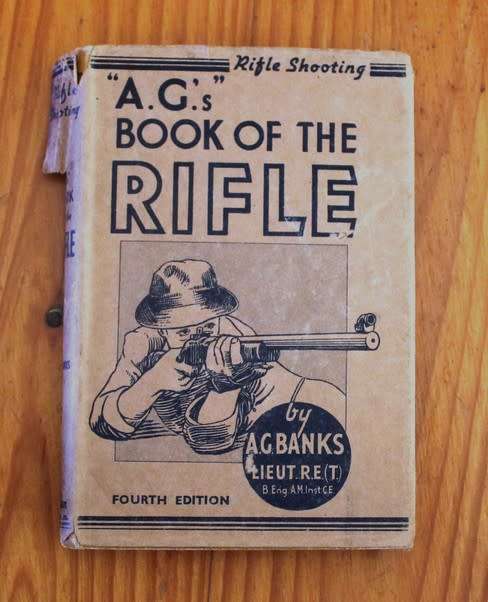 Rifle Shooting
"A.G.'s"
BOOK OF THE
RIFLE
by
A.G.BANKS
LIEUT. R.E.(T.)
B.Eng. A.M.Inst.C.E.
FOURTH EDITION